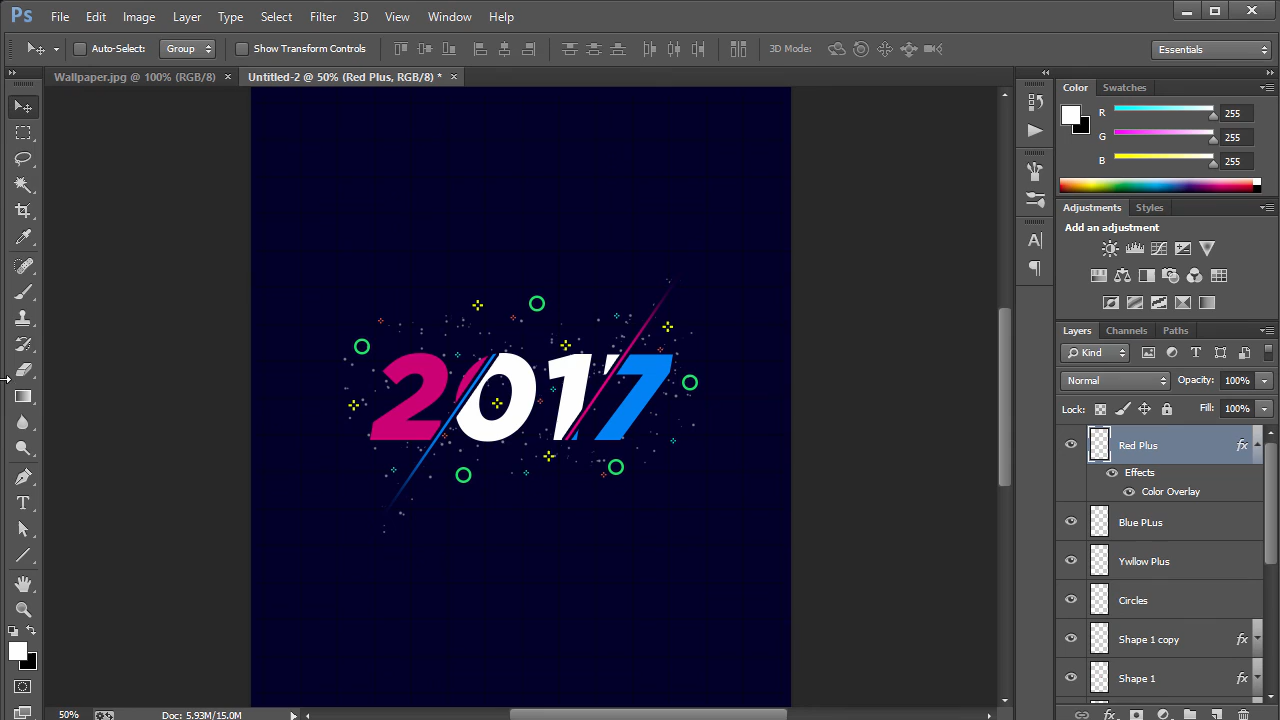 Ps File Edit Image Layer Type Select Filter 3D View Window Help
Auto-Select: Group Show Transform Controls 3D Mode: Essentials
Wallpaper.jpg @ 100% (RGB/8) × Untitled-2 @ 50% (Red Plus, RGB/8) * ×
Color Swatches
R 255
G 255
B 255
Adjustments Styles
Add an adjustment
Layers Channels Paths
Kind
Normal Opacity: 100%
Lock: Fill: 100%
Red Plus fx
Effects
Color Overlay
Blue PLus
Ywllow Plus
Circles
Shape 1 copy fx
Shape 1 fx
2017
50% Doc: 5.93M/15.0M